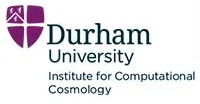 Durham
University
Institute for Computational
Cosmology